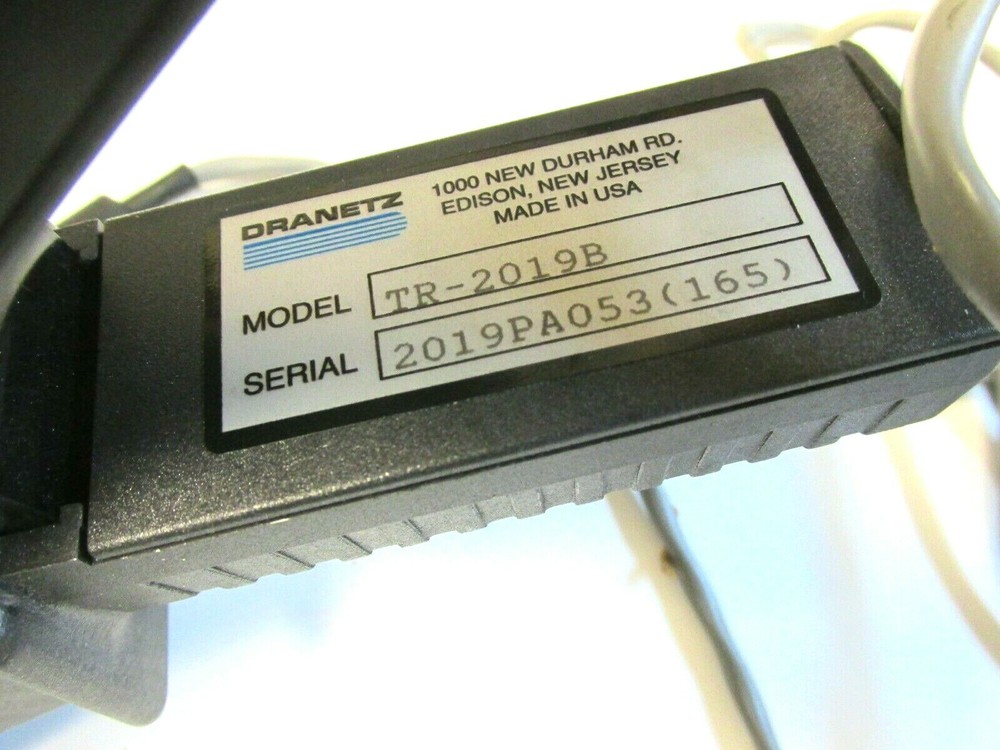 DRANETZ
1000 NEW DURHAM RD.
EDISON, NEW JERSEY
MADE IN USA
MODEL TR-2019B
SERIAL 2019PA053(165)